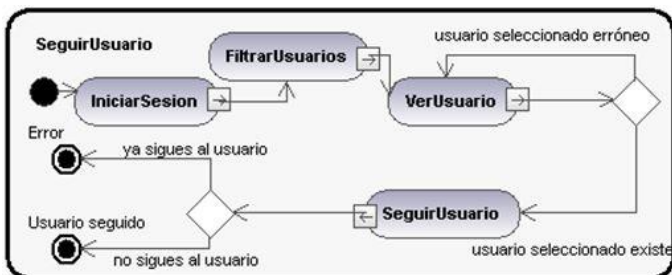 SeguirUsuario
FiltrarUsuarios
usuario seleccionado erróneo
IniciarSesion
VerUsuario
Error
ya sigues al usuario
SeguirUsuario
Usuario seguido
no sigues al usuario
usuario seleccionado existe